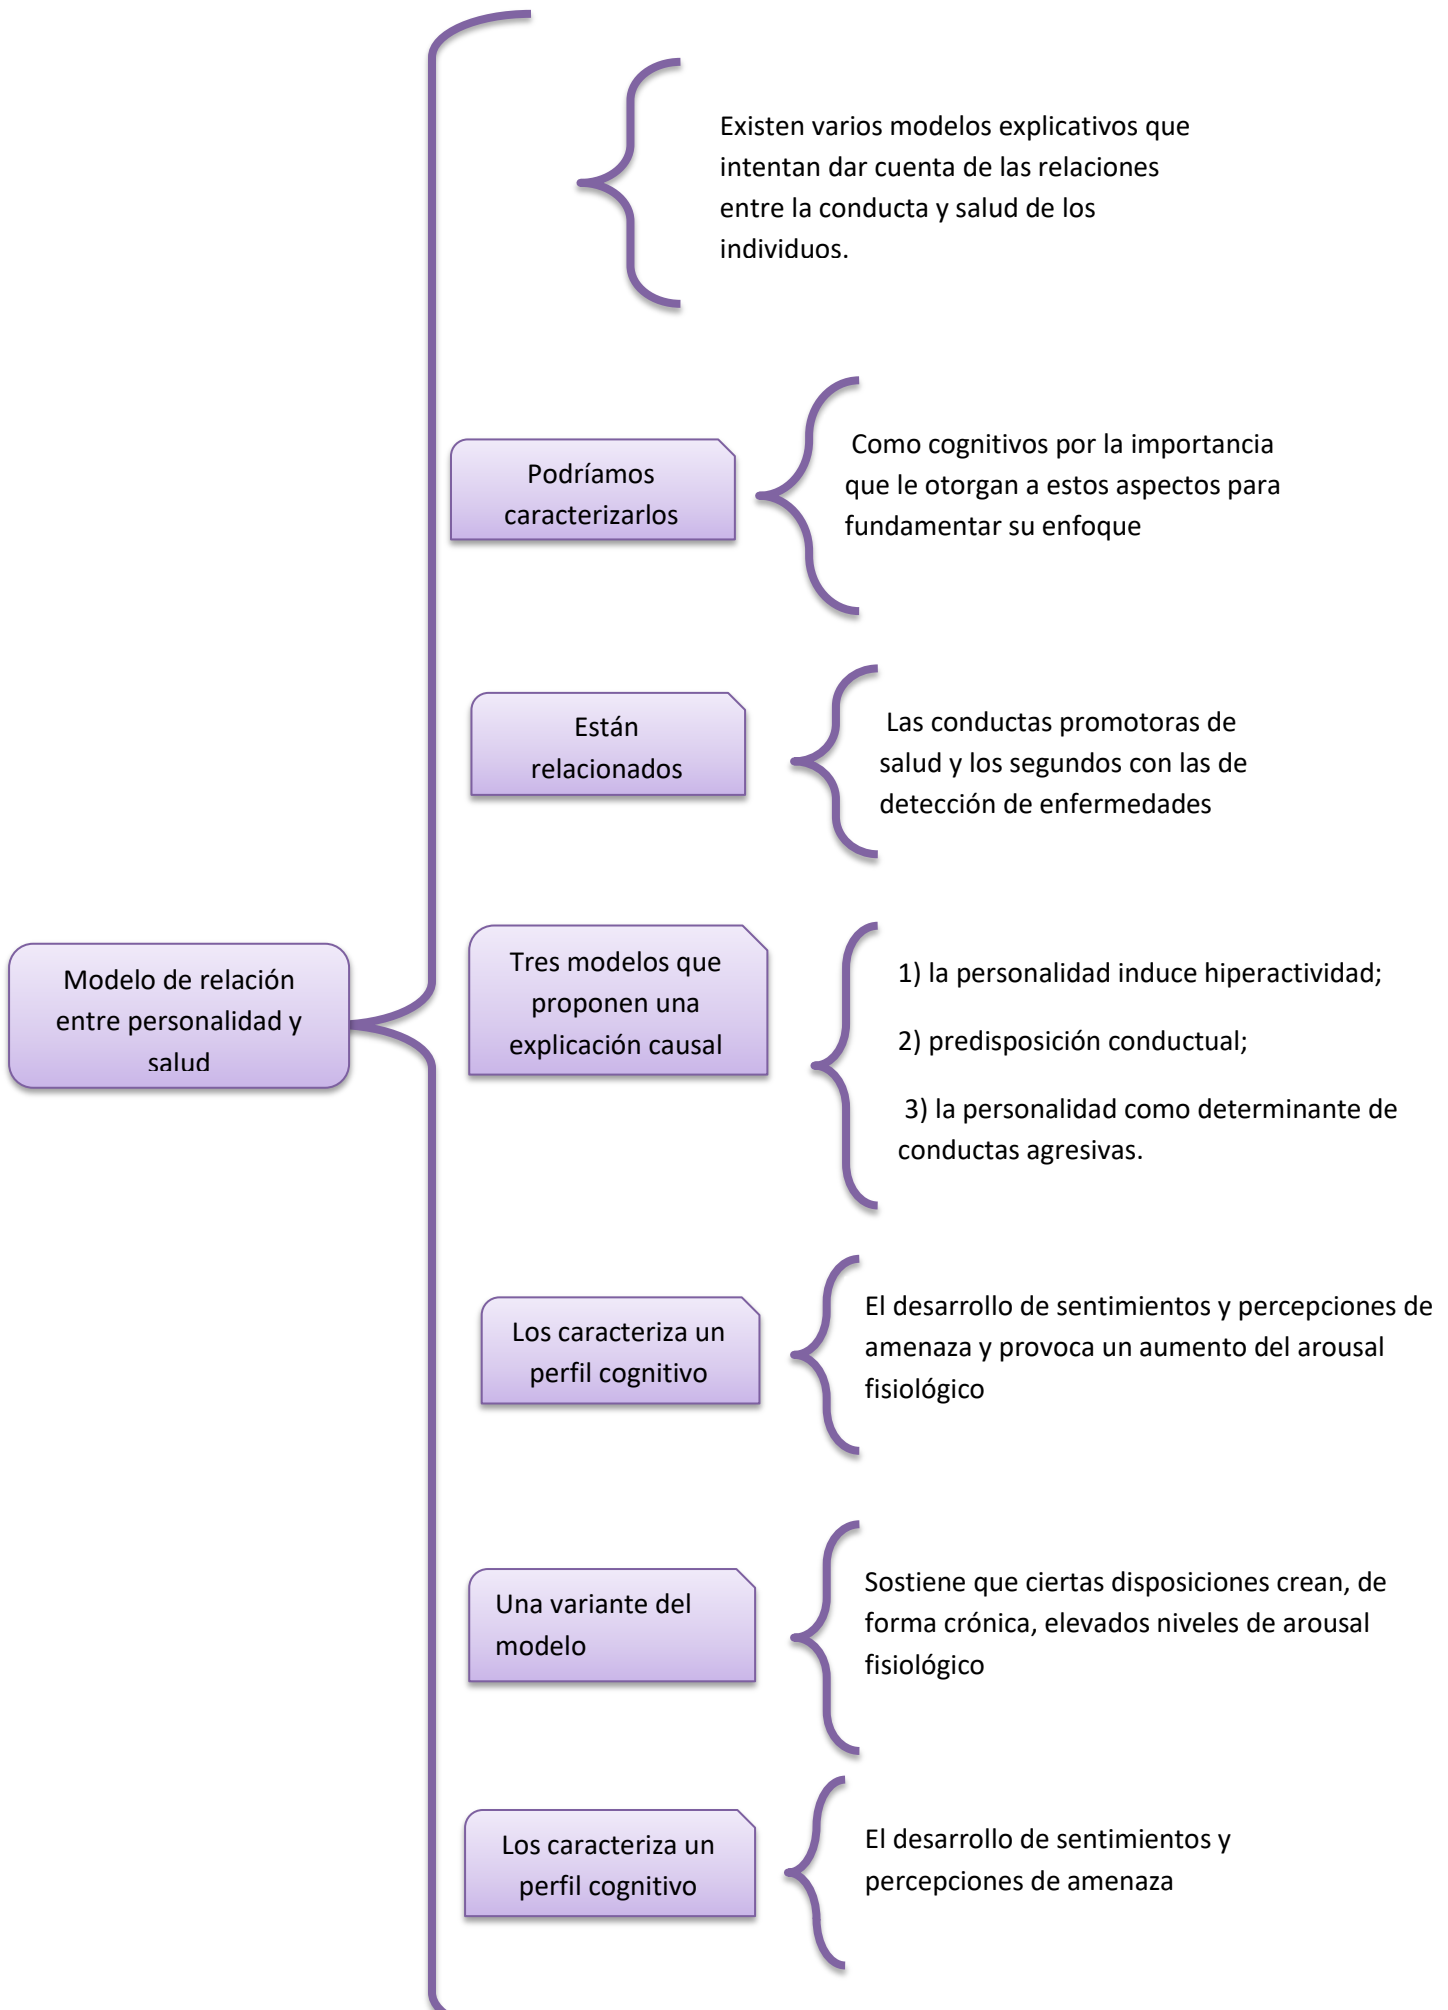 Existen varios modelos explicativos que
intentan dar cuenta de las relaciones
entre la conducta y salud de los
individuos.
Podríamos
caracterizarlos
Como cognitivos por la importancia
que le otorgan a estos aspectos para
fundamentar su enfoque
Están
relacionados
Las conductas promotoras de
salud y los segundos con las de
detección de enfermedades
Modelo de relación
entre personalidad y
salud
Tres modelos que
proponen una
explicación causal
1) la personalidad induce hiperactividad;
2) predisposición conductual;
3) la personalidad como determinante de
conductas agresivas.
Los caracteriza un
perfil cognitivo
El desarrollo de sentimientos y percepciones de
amenaza y provoca un aumento del arousal
fisiológico
Una variante del
modelo
Sostiene que ciertas disposiciones crean, de
forma crónica, elevados niveles de arousal
fisiológico
Los caracteriza un
perfil cognitivo
El desarrollo de sentimientos y
percepciones de amenaza